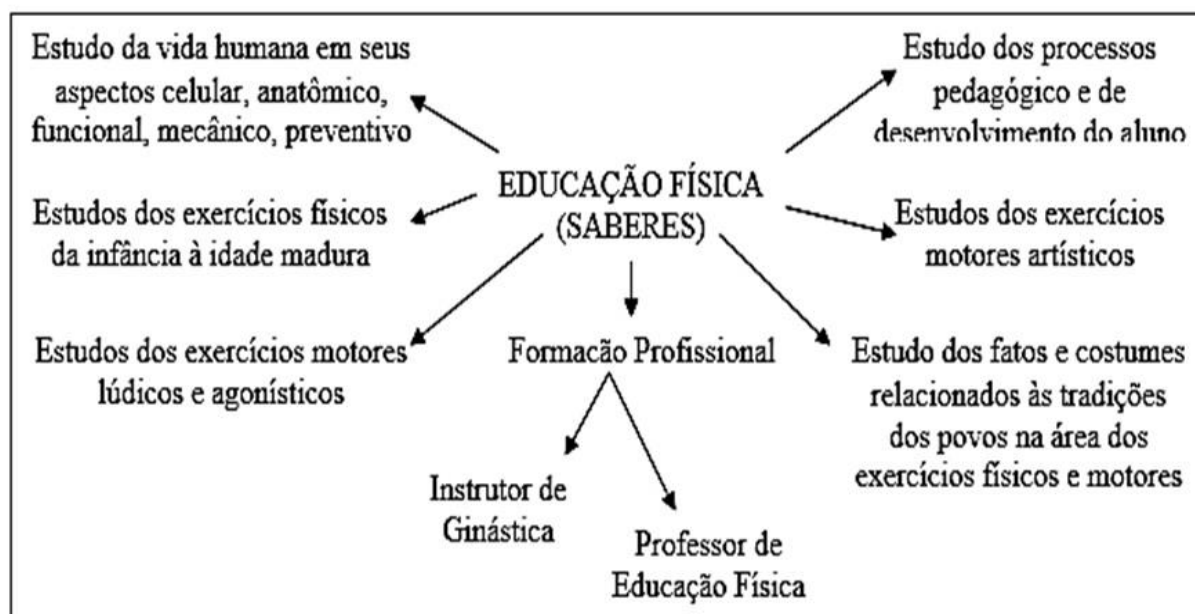 Estudo da vida humana em seus
aspectos celular, anatômico,
funcional, mecânico, preventivo
Estudo dos processos
pedagógico e de
desenvolvimento do aluno
EDUCAÇÃO FÍSICA
(SABERES)
Estudos dos exercícios físicos
da infância à idade madura
Estudos dos exercícios
motores artísticos
Estudos dos exercícios motores
lúdicos e agonísticos
Formação Profissional
Estudo dos fatos e costumes
relacionados às tradições
dos povos na área dos
exercícios físicos e motores
Instrutor de
Ginástica
Professor de
Educação Física